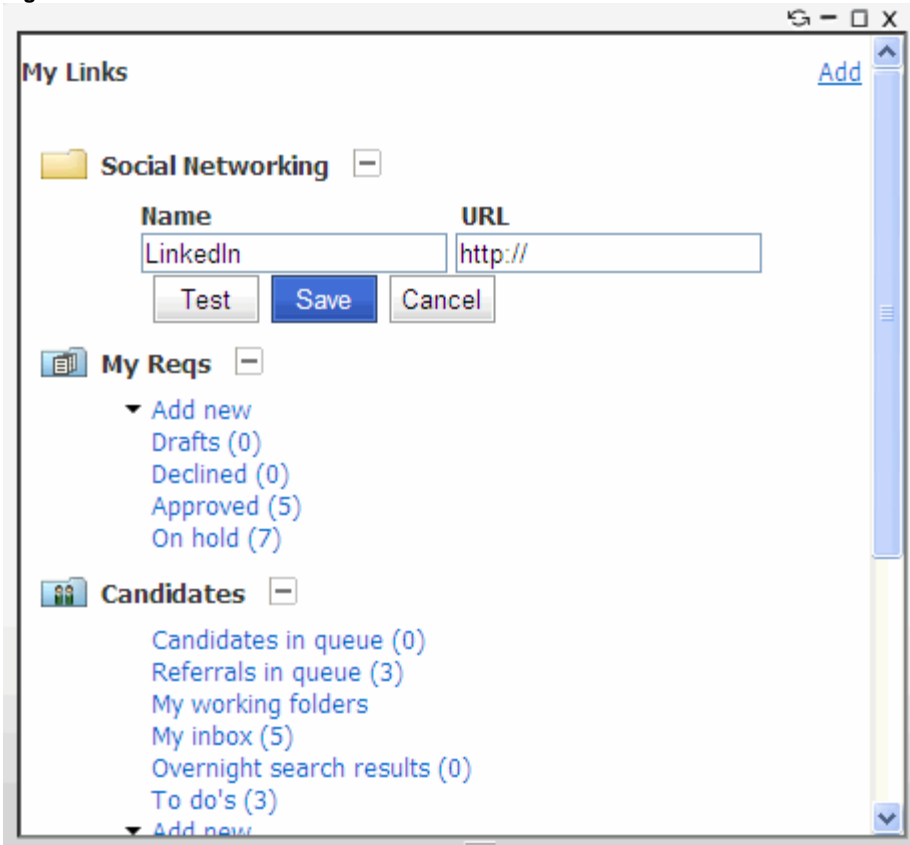 X
My Links Add
Social Networking
Name URL
LinkedIn http://
Test Save Cancel
My Reqs
Add new
Drafts (0)
Declined (0)
Approved (5)
On hold (7)
Candidates
Candidates in queue (0)
Referrals in queue (3)
My working folders
My inbox (5)
Overnight search results (0)
To do's (3)
Add new